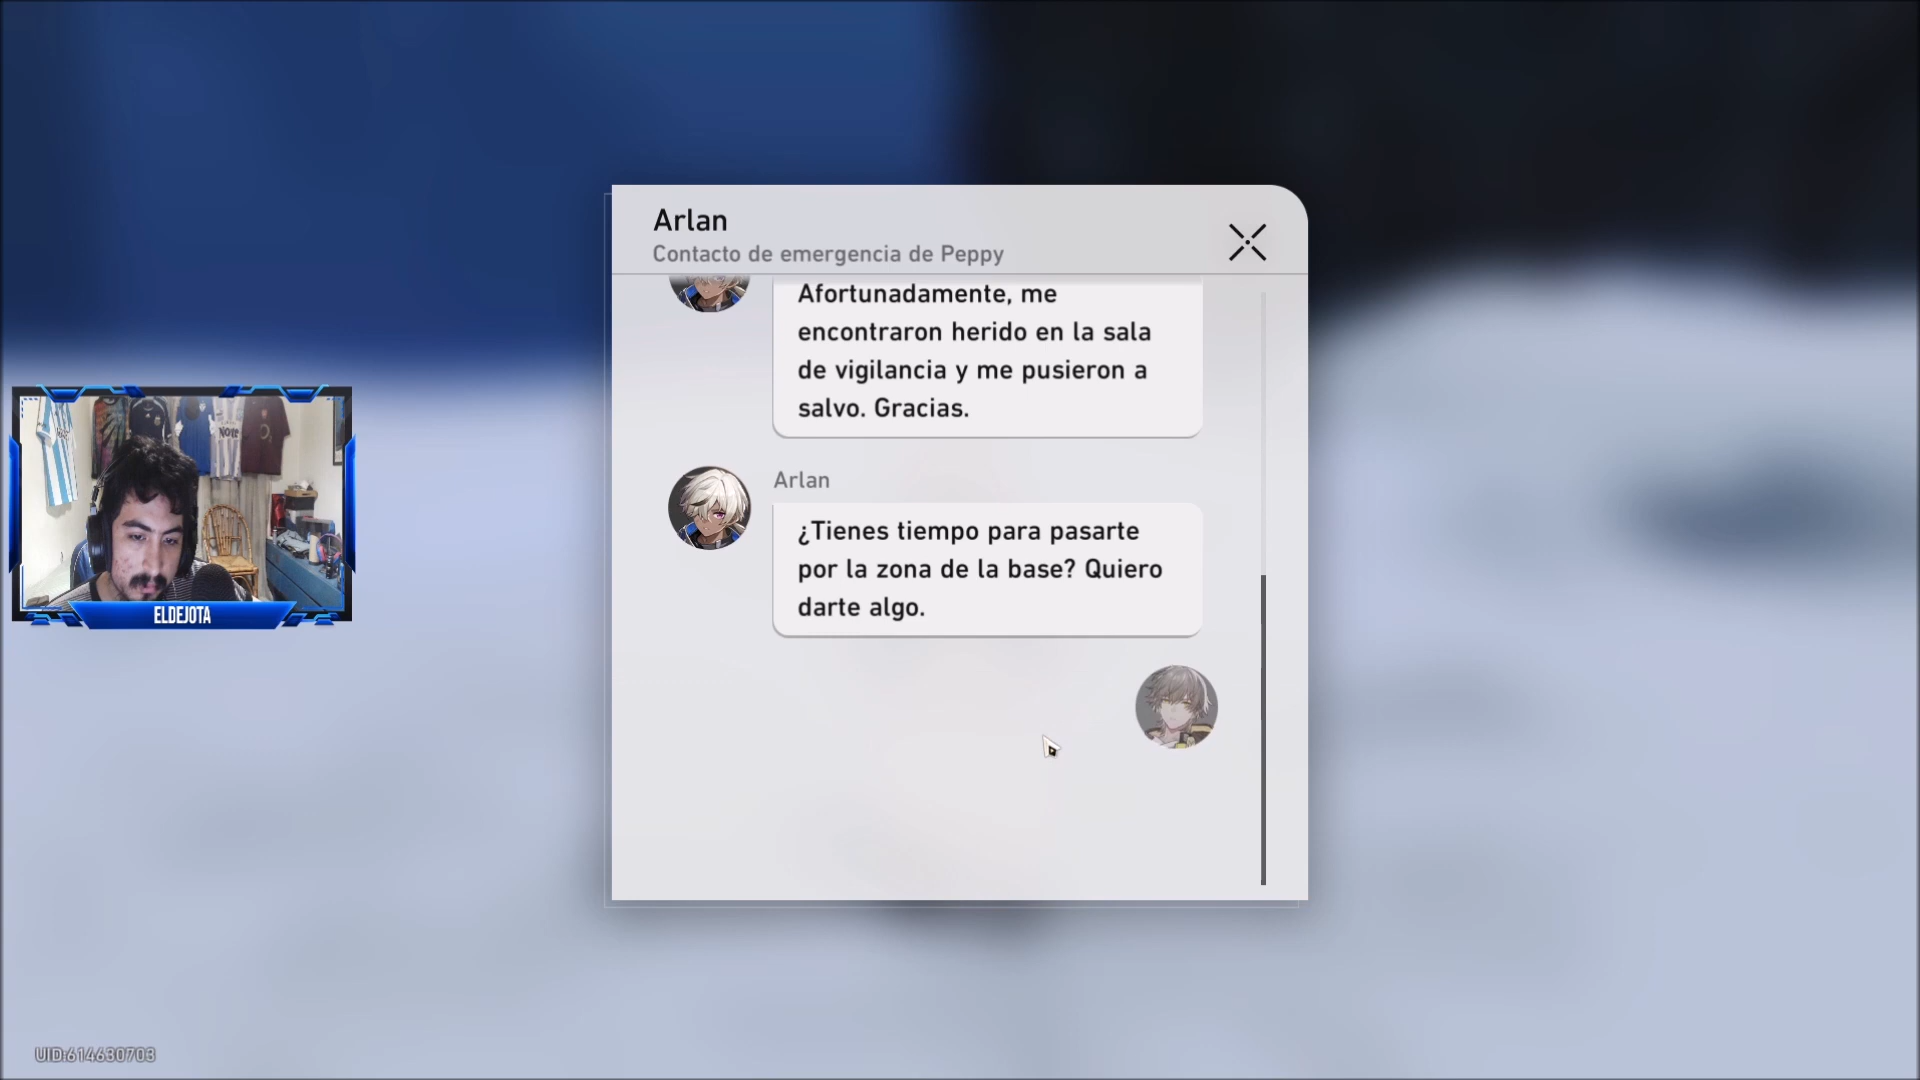 Arlan
Contacto de emergencia de Peppy
Afortunadamente, me
encontraron herido en la sala
de vigilancia y me pusieron a
salvo. Gracias.
Arlan
¿Tienes tiempo para pasarte
por la zona de la base? Quiero
darte algo.
ELDEJOTA
UID:614630703